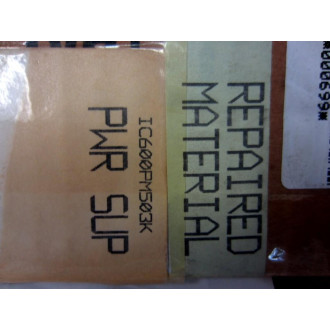 REPAIRED
MATERIAL
IC600PM503K
PWR SUP